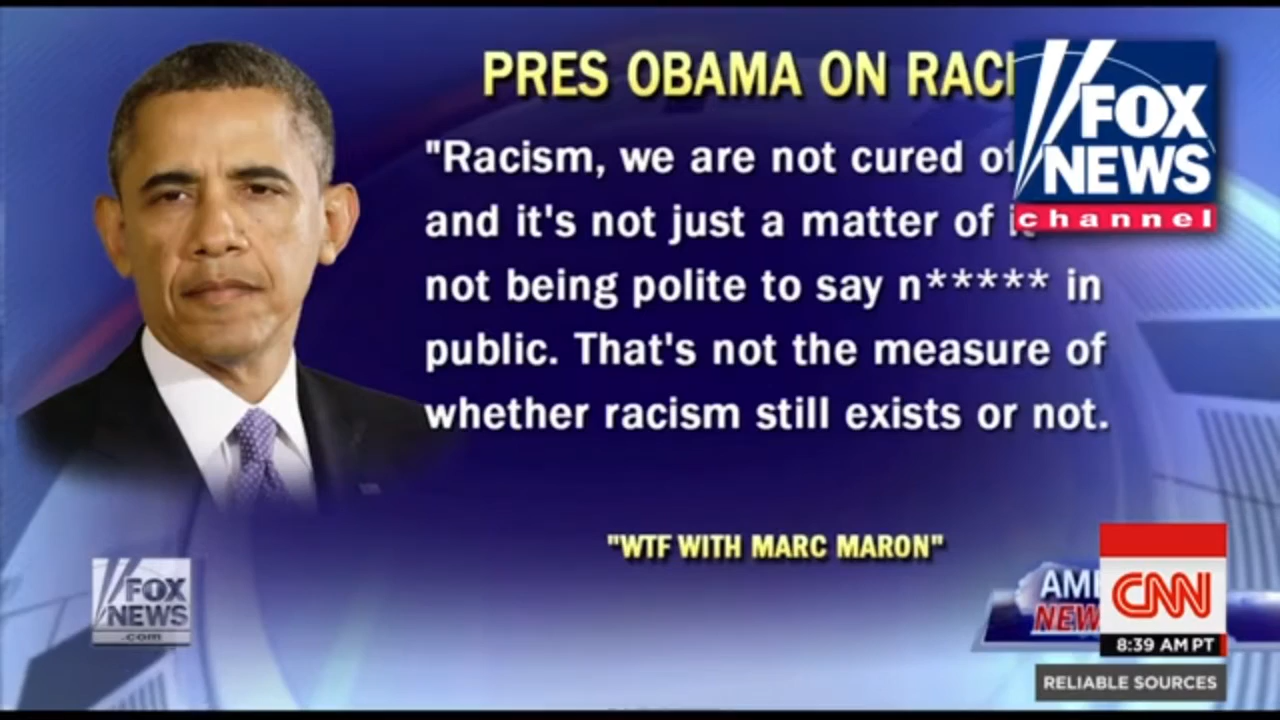 PRES OBAMA ON RAC
"Racism, we are not cured of
and it's not just a matter of
not being polite to say n***** in
public. That's not the measure of
whether racism still exists or not.
"WTF WITH MARC MARON"
FOX
NEWS
channel
FOX
NEWS
.com
CNN
8:39 AM PT
RELIABLE SOURCES